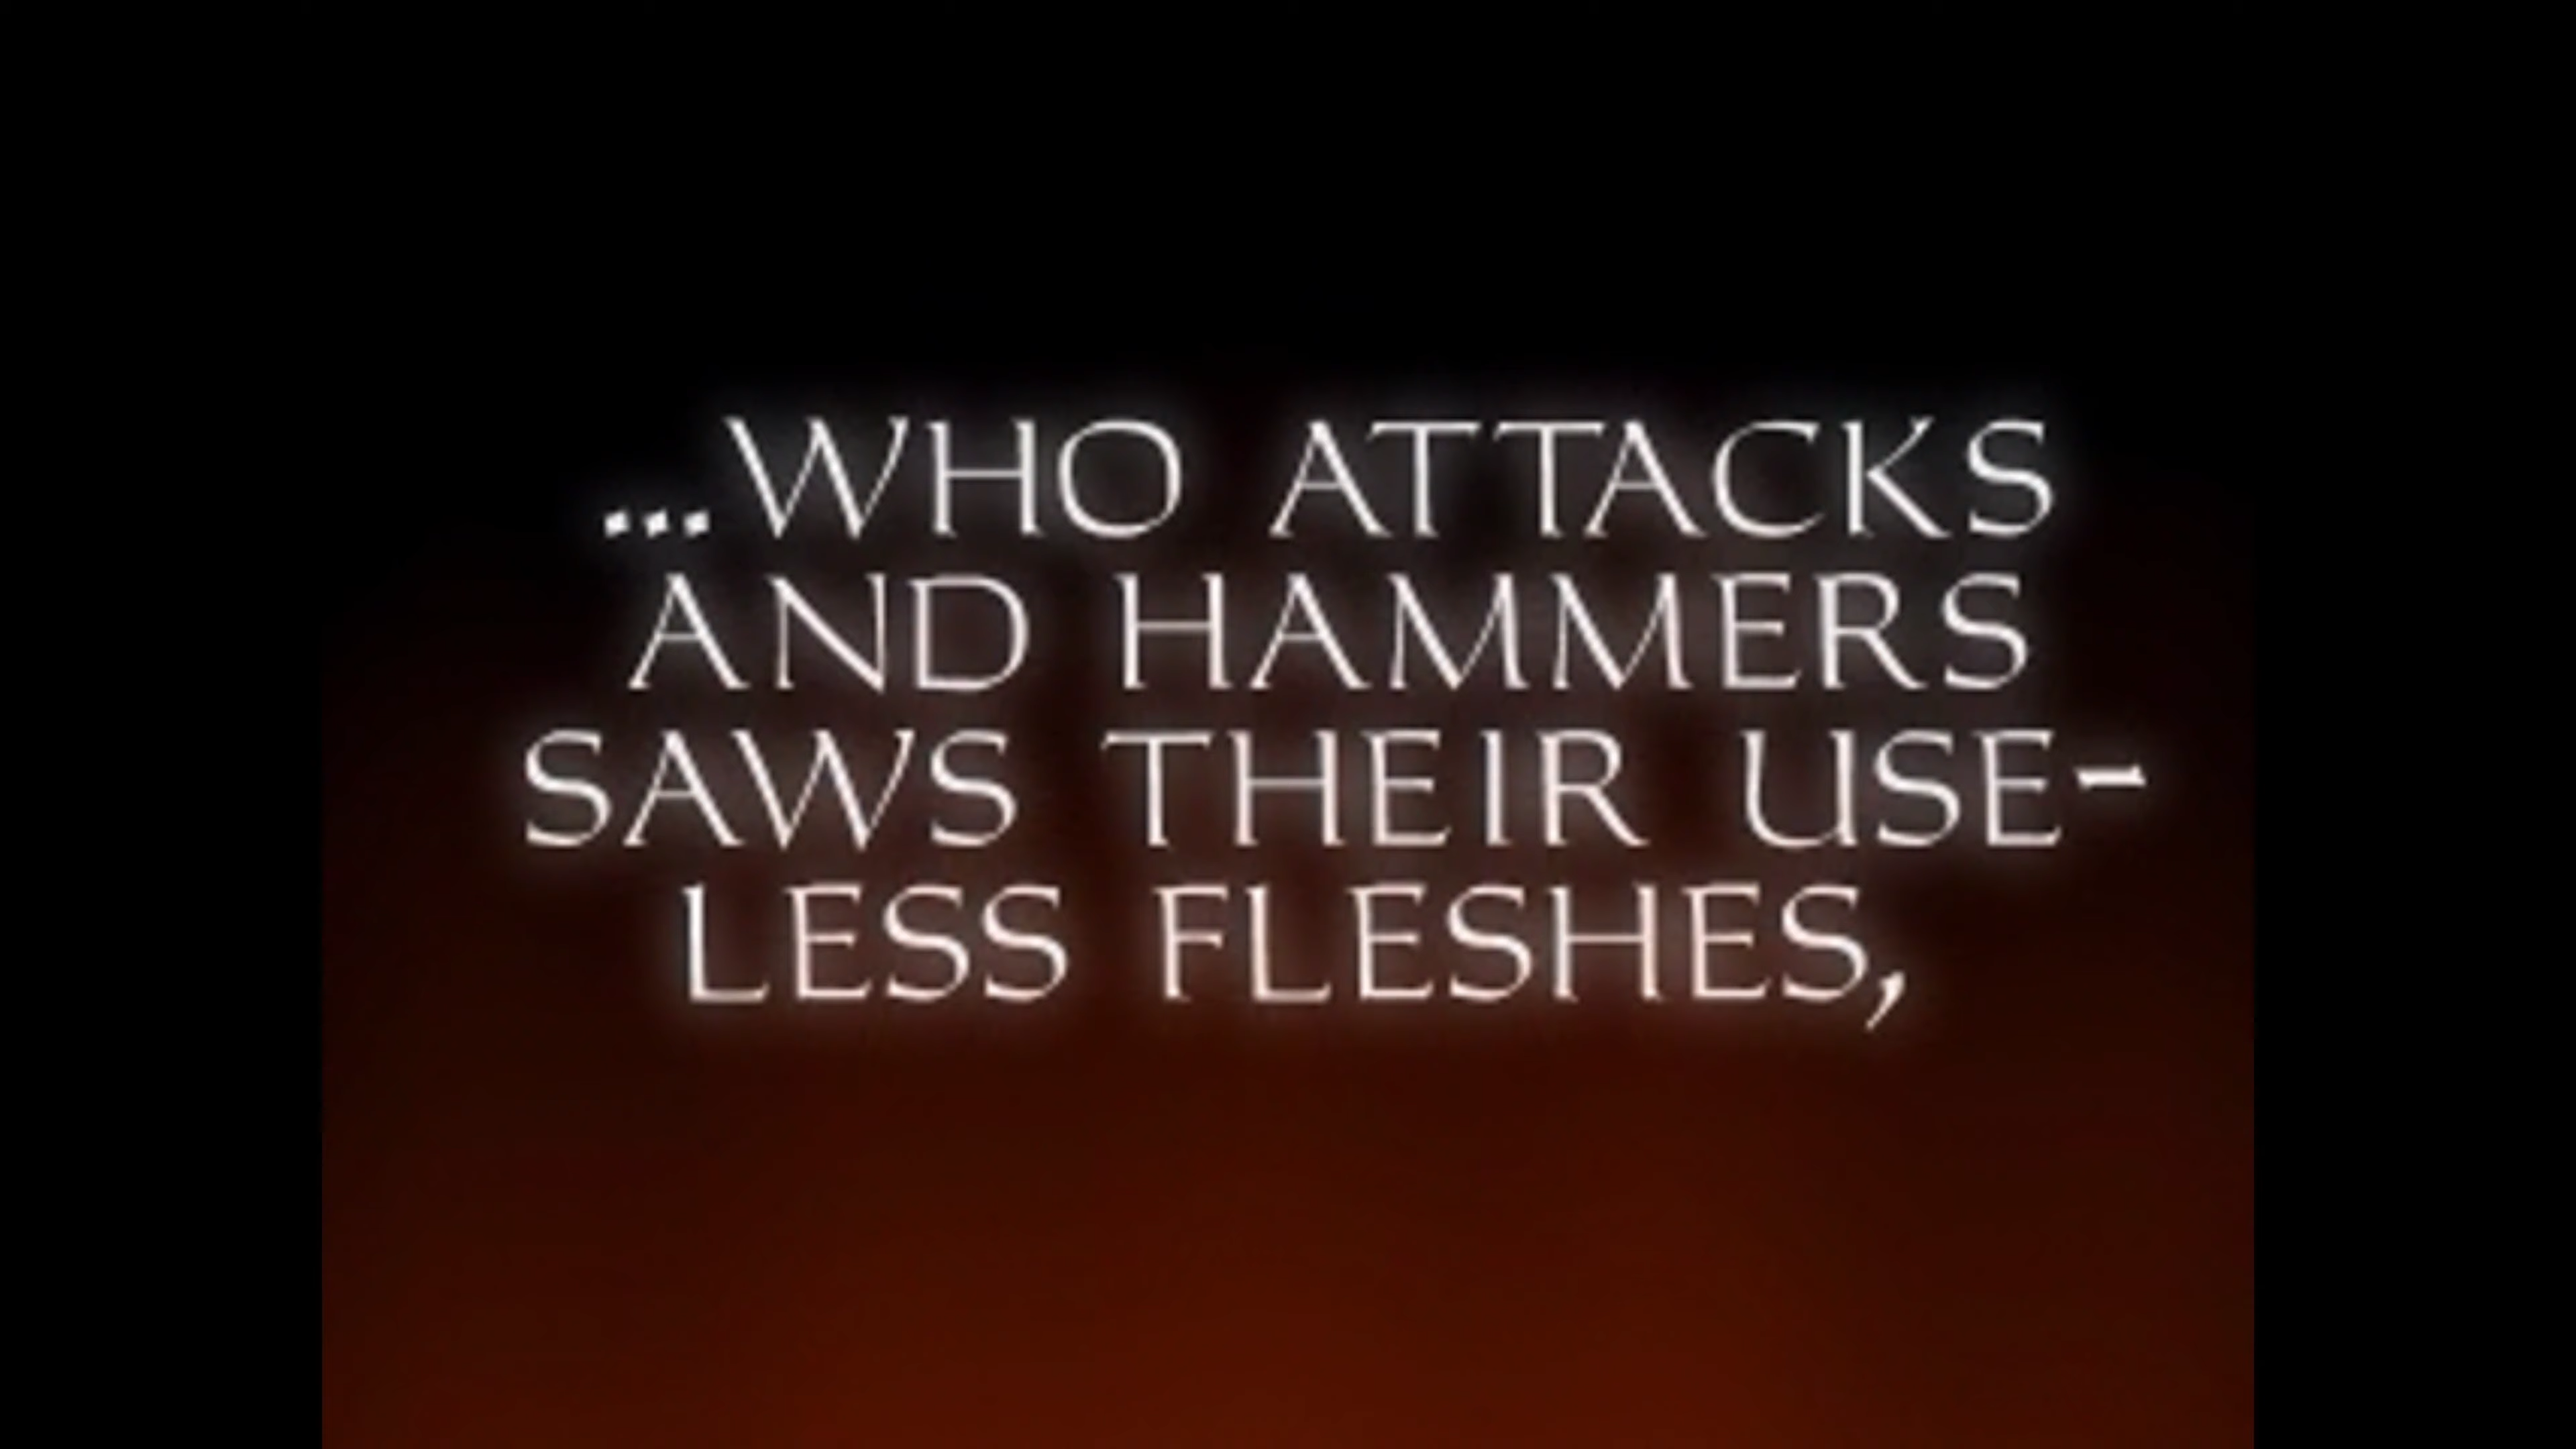 ...WHO ATTACKS
AND HAMMERS
SAWS THEIR USE-
LESS FLESHES,